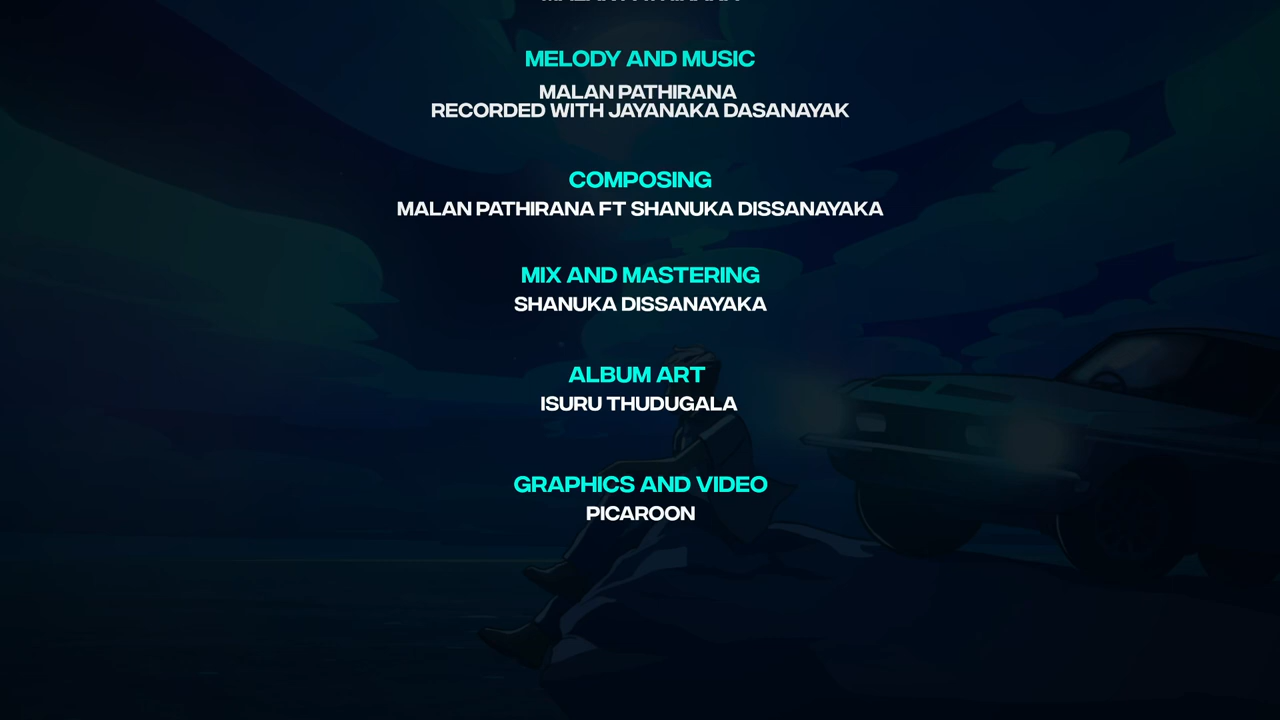 MELODY AND MUSIC
MALAN PATHIRANA
RECORDED WITH JAYANAKA DASANAYAK
COMPOSING
MALAN PATHIRANA FT SHANUKA DISSANAYAKA
MIX AND MASTERING
SHANUKA DISSANAYAKA
ALBUM ART
ISURU THUDUGALA
GRAPHICS AND VIDEO
PICAROON